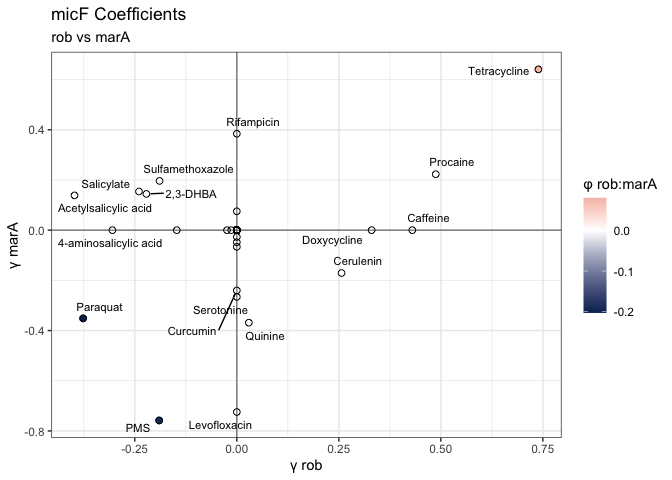 micF Coefficients
rob vs marA
Tetracycline
Rifampicin
Procaine
Sulfamethoxazole
Salicylate
2,3-DHBA
Acetylsalicylic acid
Caffeine
4-aminosalicylic acid
Doxycycline
Cerulenin
Paraquat
Serotonine
Curcumin
Quinine
PMS
Levofloxacin
0.4
0.0
-0.4
-0.8
γ marA
-0.25
0.00
0.25
0.50
0.75
γ rob
φ rob:marA
0.0
-0.1
-0.2